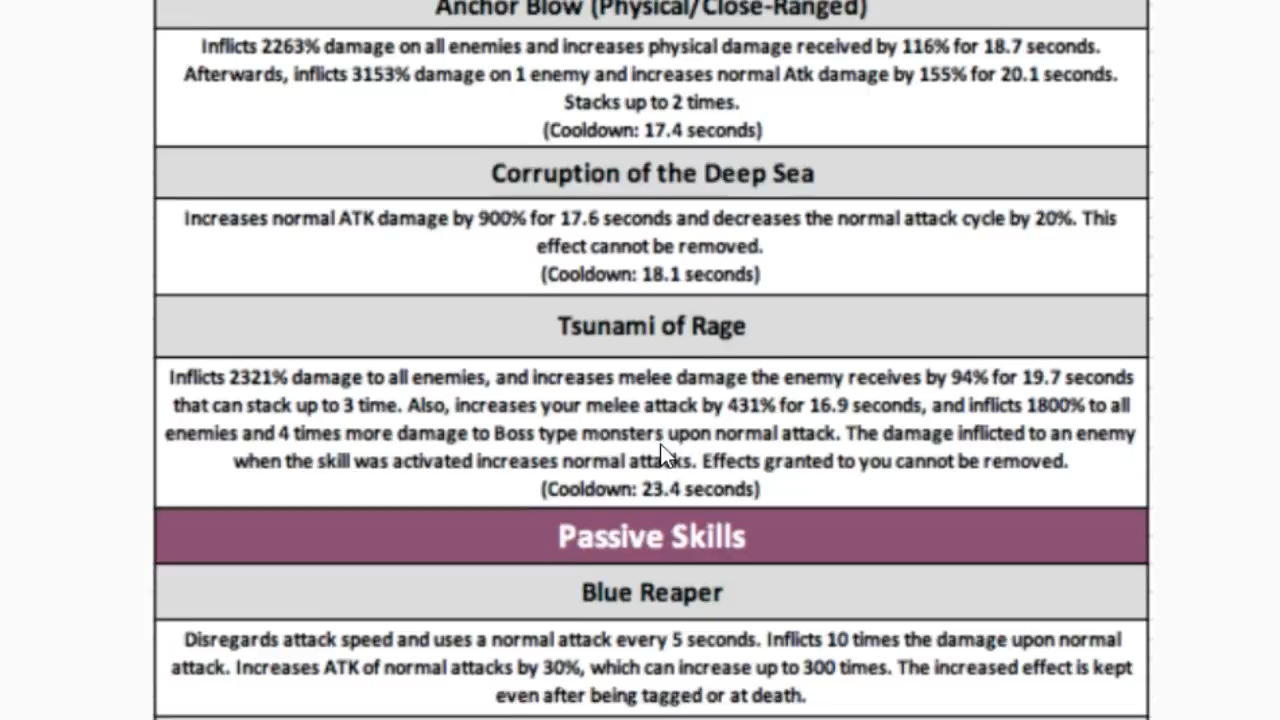 Anchor Blow (Physical/Close-Ranged)
Inflicts 2263% damage on all enemies and increases physical damage received by 116% for 18.7 seconds.
Afterwards, inflicts 3153% damage on 1 enemy and increases normal Atk damage by 155% for 20.1 seconds.
Stacks up to 2 times.
(Cooldown: 17.4 seconds)
Corruption of the Deep Sea
Increases normal ATK damage by 900% for 17.6 seconds and decreases the normal attack cycle by 20%. This
effect cannot be removed.
(Cooldown: 18.1 seconds)
Tsunami of Rage
Inflicts 2321% damage to all enemies, and increases melee damage the enemy receives by 94% for 19.7 seconds
that can stack up to 3 time. Also, increases your melee attack by 431% for 16.9 seconds, and inflicts 1800% to all
enemies and 4 times more damage to Boss type monsters upon normal attack. The damage inflicted to an enemy
when the skill was activated increases normal attacks. Effects granted to you cannot be removed.
(Cooldown: 23.4 seconds)
Passive Skills
Blue Reaper
Disregards attack speed and uses a normal attack every 5 seconds. Inflicts 10 times the damage upon normal
attack. Increases ATK of normal attacks by 30%, which can increase up to 300 times. The increased effect is kept
even after being tagged or at death.